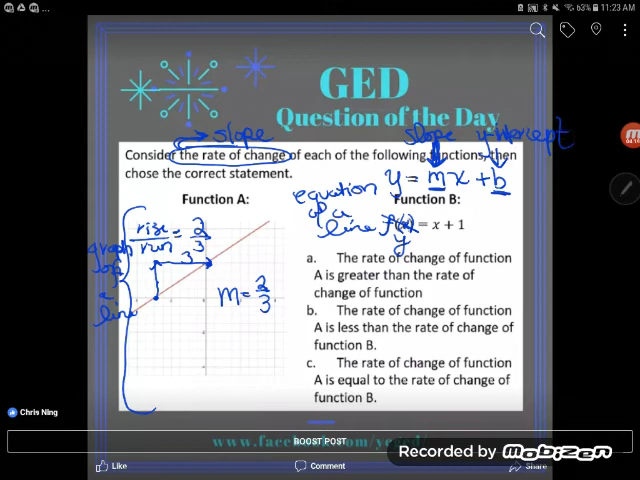 63% 11:23 AM
GED
Question of the Day
slope
slope
y-intercept
Consider the rate of change of each of the following functions, then
chose the correct statement.
y = mx + b
equation
of a
line
Function A:
Function B:
f(x) = x + 1
y
rise/run = 2/3
3
graph
of
a
line
m = 2/3
a. The rate of change of function
A is greater than the rate of
change of function
b. The rate of change of function
A is less than the rate of change of
function B.
c. The rate of change of function
A is equal to the rate of change of
function B.
04:16
Chris Ning
BOOST POST
Recorded by Mobizen
Like
Comment
Share